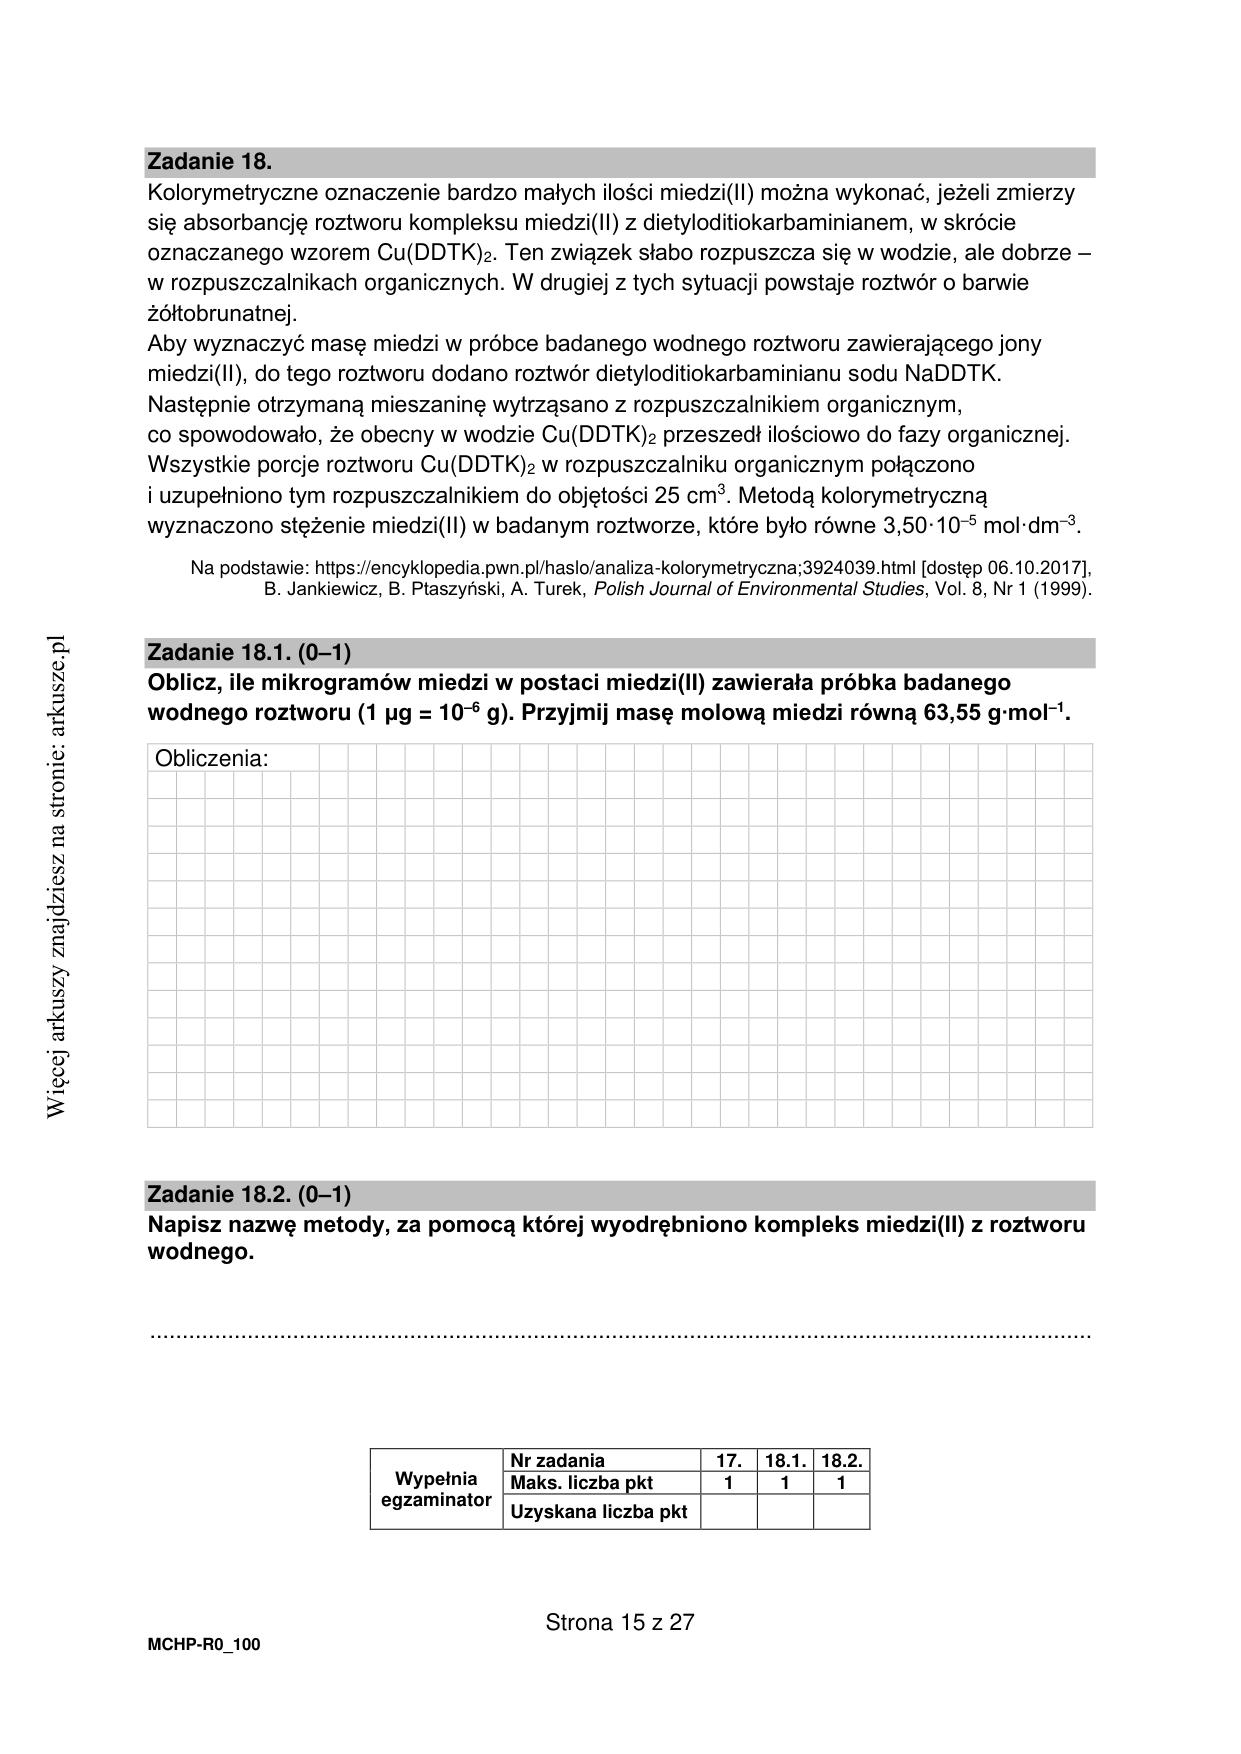 Zadanie 18.
Kolorymetryczne oznaczenie bardzo małych ilości miedzi(II) można wykonać, jeżeli zmierzy
się absorbancję roztworu kompleksu miedzi(II) z dietyloditiokarbaminianem, w skrócie
oznaczanego wzorem Cu(DDTK)₂. Ten związek słabo rozpuszcza się w wodzie, ale dobrze –
w rozpuszczalnikach organicznych. W drugiej z tych sytuacji powstaje roztwór o barwie
żółtobrunatnej.
Aby wyznaczyć masę miedzi w próbce badanego wodnego roztworu zawierającego jony
miedzi(II), do tego roztworu dodano roztwór dietyloditiokarbaminianu sodu NaDDTK.
Następnie otrzymaną mieszaninę wytrząsano z rozpuszczalnikiem organicznym,
co spowodowało, że obecny w wodzie Cu(DDTK)₂ przeszedł ilościowo do fazy organicznej.
Wszystkie porcje roztworu Cu(DDTK)₂ w rozpuszczalniku organicznym połączono
i uzupełniono tym rozpuszczalnikiem do objętości 25 cm³. Metodą kolorymetryczną
wyznaczono stężenie miedzi(II) w badanym roztworze, które było równe 3,50·10⁻⁵ mol·dm⁻³.
Na podstawie: https://encyklopedia.pwn.pl/haslo/analiza-kolorymetryczna;3924039.html [dostęp 06.10.2017],
B. Jankiewicz, B. Ptaszyński, A. Turek, Polish Journal of Environmental Studies, Vol. 8, Nr 1 (1999).
Zadanie 18.1. (0–1)
Oblicz, ile mikrogramów miedzi w postaci miedzi(II) zawierała próbka badanego
wodnego roztworu (1 μg = 10⁻⁶ g). Przyjmij masę molową miedzi równą 63,55 g·mol⁻¹.
Obliczenia:
Zadanie 18.2. (0–1)
Napisz nazwę metody, za pomocą której wyodrębniono kompleks miedzi(II) z roztworu
wodnego.
Wypełnia egzaminator
Nr zadania 17. 18.1. 18.2.
Maks. liczba pkt 1 1 1
Uzyskana liczba pkt
Strona 15 z 27
MCHP-R0_100
Więcej arkuszy znajdziesz na stronie: arkusze.pl